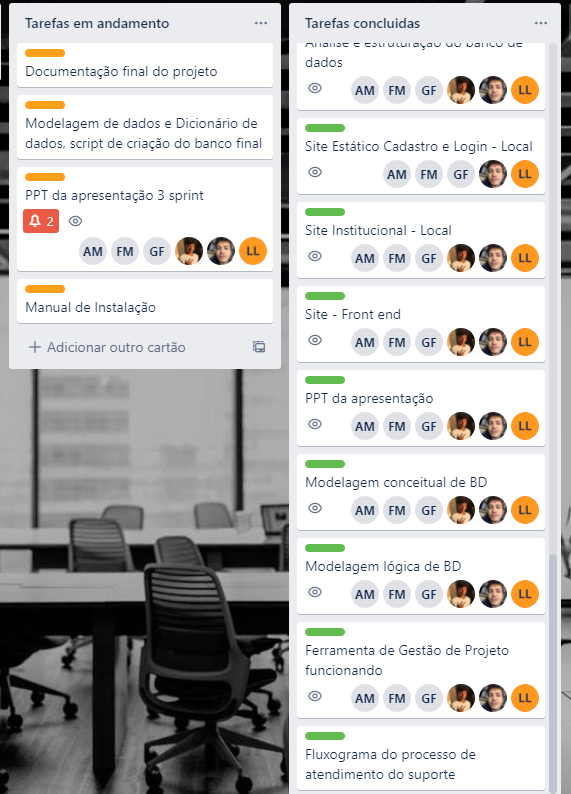 Tarefas em andamento
Documentação final do projeto
Modelagem de dados e Dicionário de
dados, script de criação do banco final
PPT da apresentação 3 sprint
2
AM FM GF LL
Manual de Instalação
Adicionar outro cartão
Tarefas concluidas
Análise e estruturação do banco de
dados
AM FM GF LL
Site Estático Cadastro e Login - Local
AM FM GF LL
Site Institucional - Local
AM FM GF LL
Site - Front end
AM FM GF LL
PPT da apresentação
AM FM GF LL
Modelagem conceitual de BD
AM FM GF LL
Modelagem lógica de BD
AM FM GF LL
Ferramenta de Gestão de Projeto
funcionando
AM FM GF LL
Fluxograma do processo de
atendimento do suporte